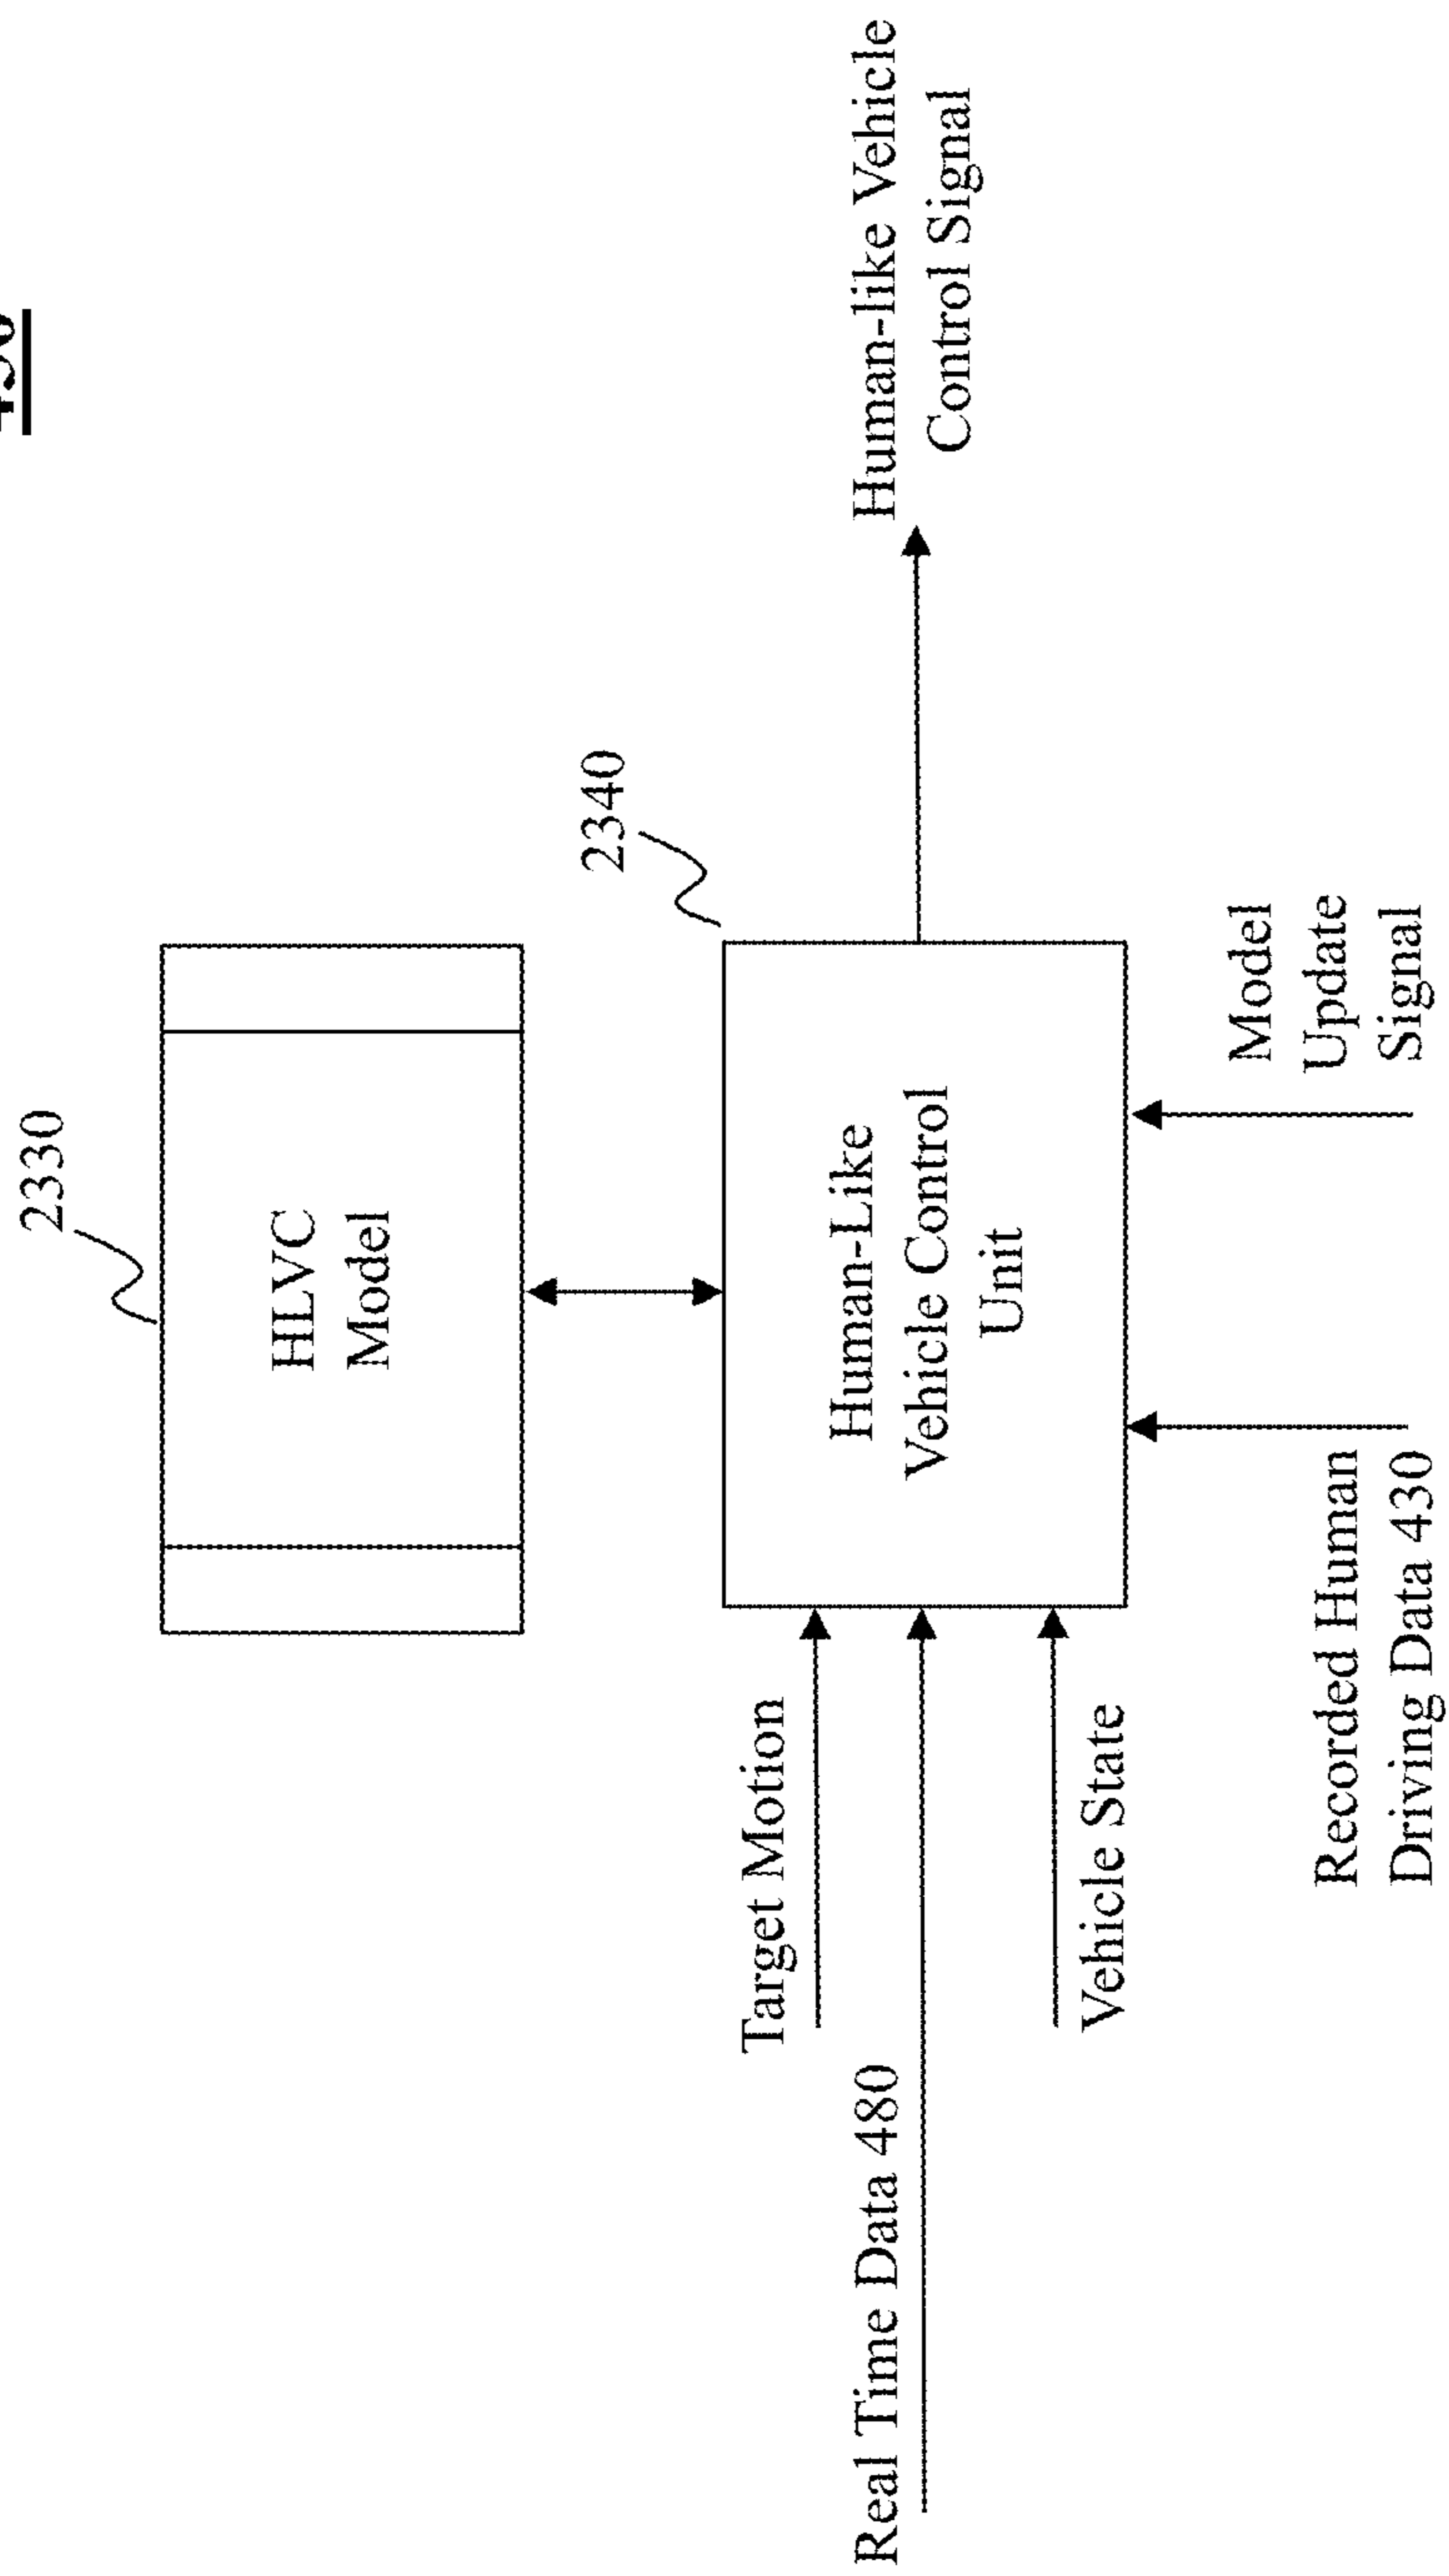 2330
HLVC
Model
2340
Target Motion
Real Time Data 480
Vehicle State
Human-Like
Vehicle Control
Unit
Human-like Vehicle
Control Signal
Recorded Human
Driving Data 430
Model
Update
Signal